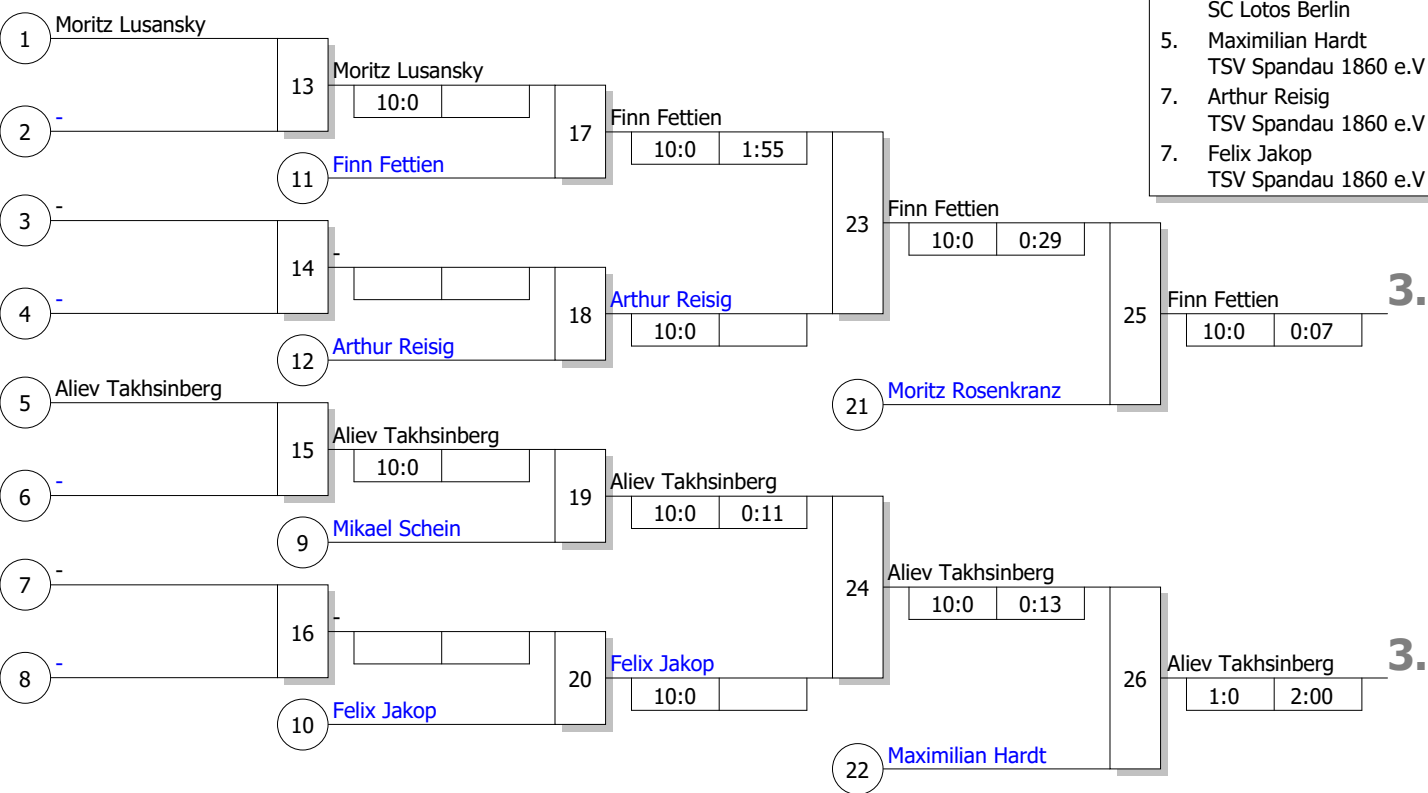 SC Lotos Berlin
5. Maximilian Hardt
TSV Spandau 1860 e.V
7. Arthur Reisig
TSV Spandau 1860 e.V
7. Felix Jakop
TSV Spandau 1860 e.V
1 Moritz Lusansky
13
Moritz Lusansky
10:0
2 -
17
Finn Fettien
10:0 1:55
11 Finn Fettien
3 -
23
Finn Fettien
10:0 0:29
14
-
4 -
18
Arthur Reisig
10:0
12 Arthur Reisig
25
Finn Fettien 3.
10:0 0:07
21 Moritz Rosenkranz
5 Aliev Takhsinberg
15
Aliev Takhsinberg
10:0
6 -
19
Aliev Takhsinberg
10:0 0:11
9 Mikael Schein
7 -
24
Aliev Takhsinberg
10:0 0:13
16
-
8 -
20
Felix Jakop
10:0
10 Felix Jakop
26
Aliev Takhsinberg 3.
1:0 2:00
22 Maximilian Hardt